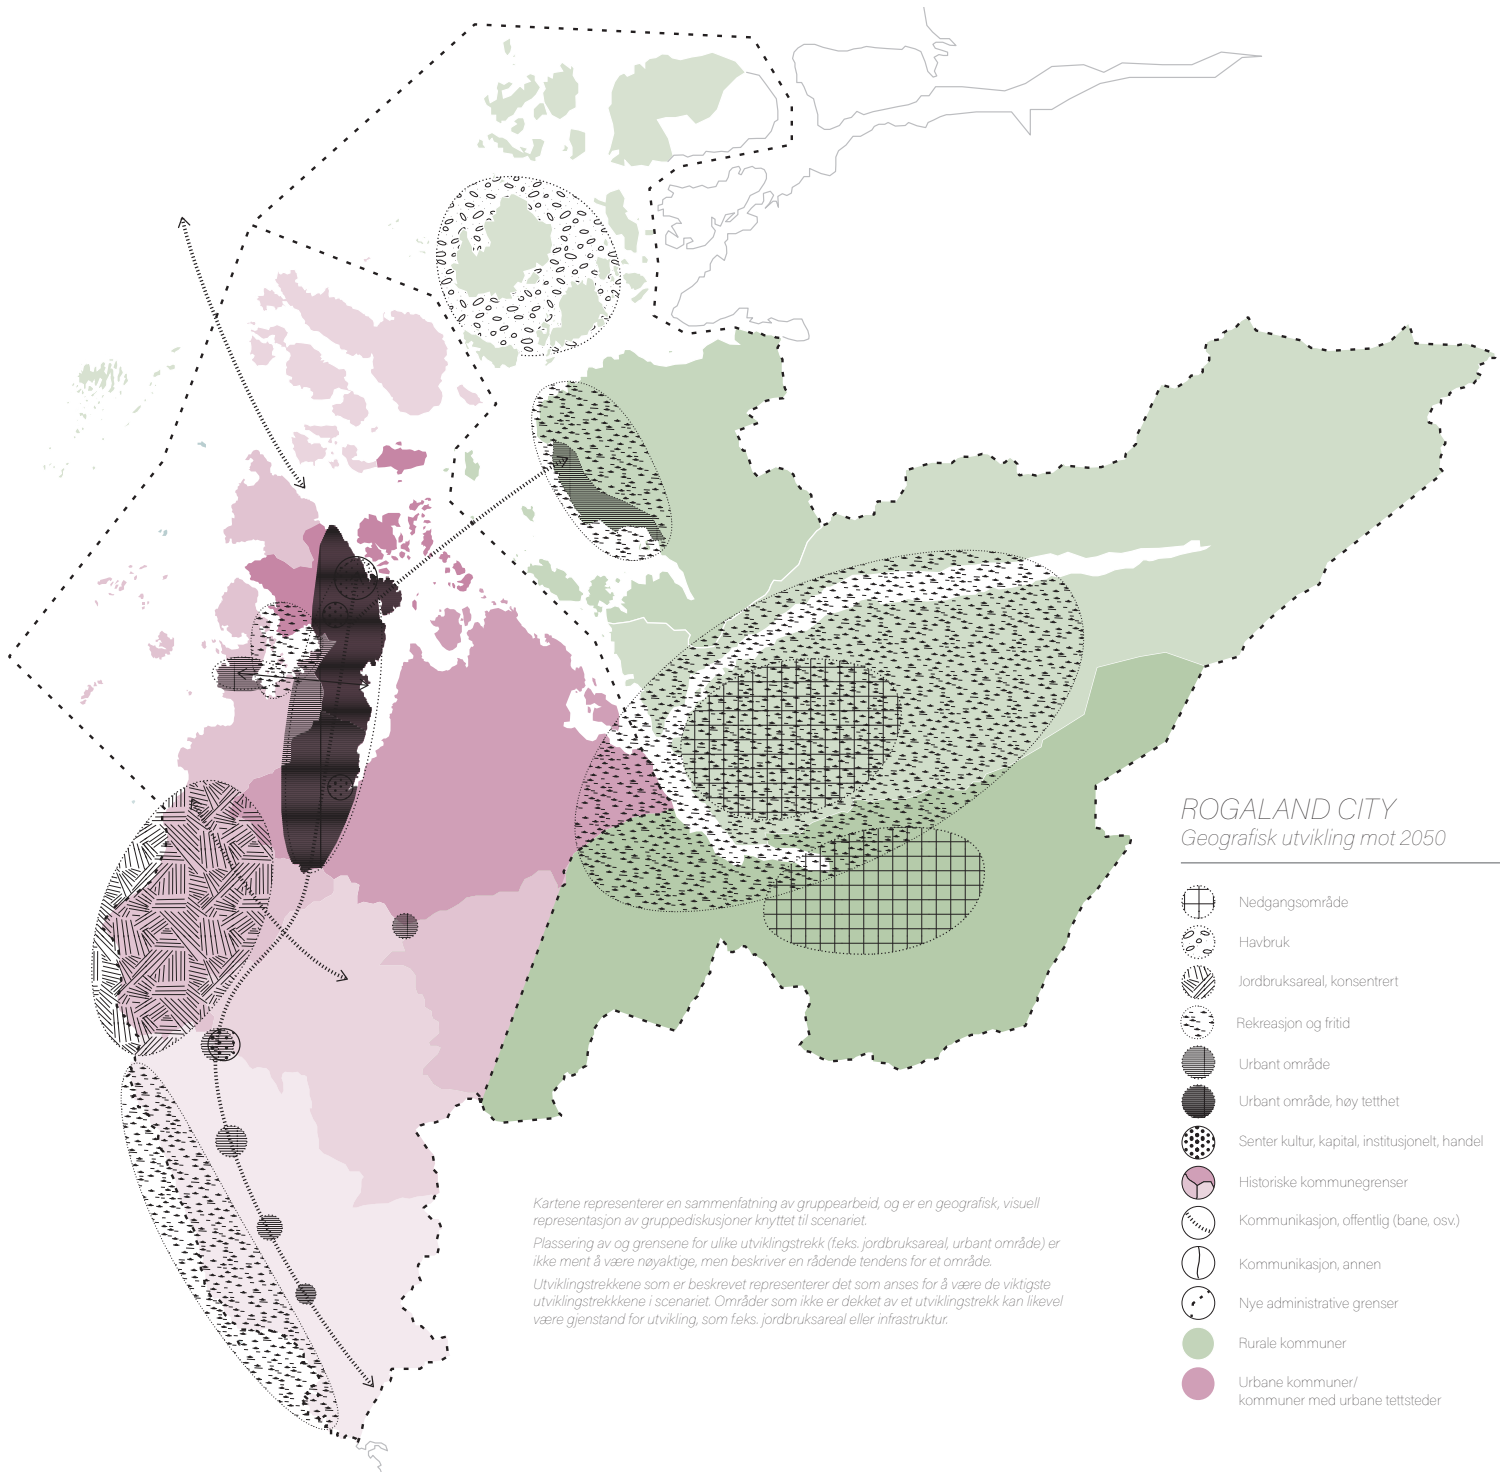 ROGALAND CITY
Geografisk utvikling mot 2050
Nedgangsområde
Havbruk
Jordbruksareal, konsentrert
Rekreasjon og fritid
Urbant område
Urbant område, høy tetthet
Senter kultur, kapital, institusjonelt, handel
Historiske kommunegrenser
Kommunikasjon, offentlig (bane, osv.)
Kommunikasjon, annen
Nye administrative grenser
Rurale kommuner
Urbane kommuner/
kommuner med urbane tettsteder
Kartene representerer en sammenfatning av gruppearbeid, og er en geografisk, visuell
representasjon av gruppediskusjoner knyttet til scenariet.
Plassering av og grensene for ulike utviklingstrekk (f.eks. jordbruksareal, urbant område) er
ikke ment å være nøyaktige, men beskriver en rådende tendens for et område.
Utviklingstrekkene som er beskrevet representerer det som anses for å være de viktigste
utviklingstrekkkene i scenariet. Områder som ikke er dekket av et utviklingstrekk kan likevel
være gjenstand for utvikling, som f.eks. jordbruksareal eller infrastruktur.